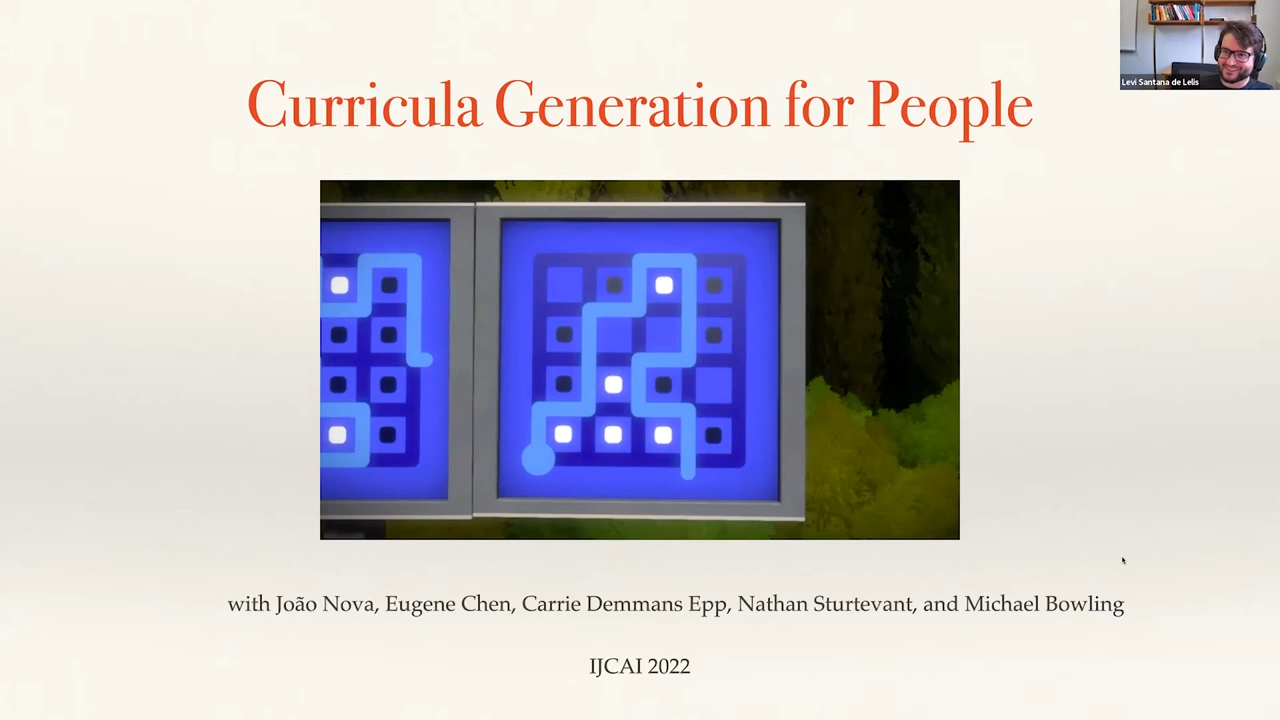 Levi Santana de Lelis
Curricula Generation for People
with João Nova, Eugene Chen, Carrie Demmans Epp, Nathan Sturtevant, and Michael Bowling
IJCAI 2022